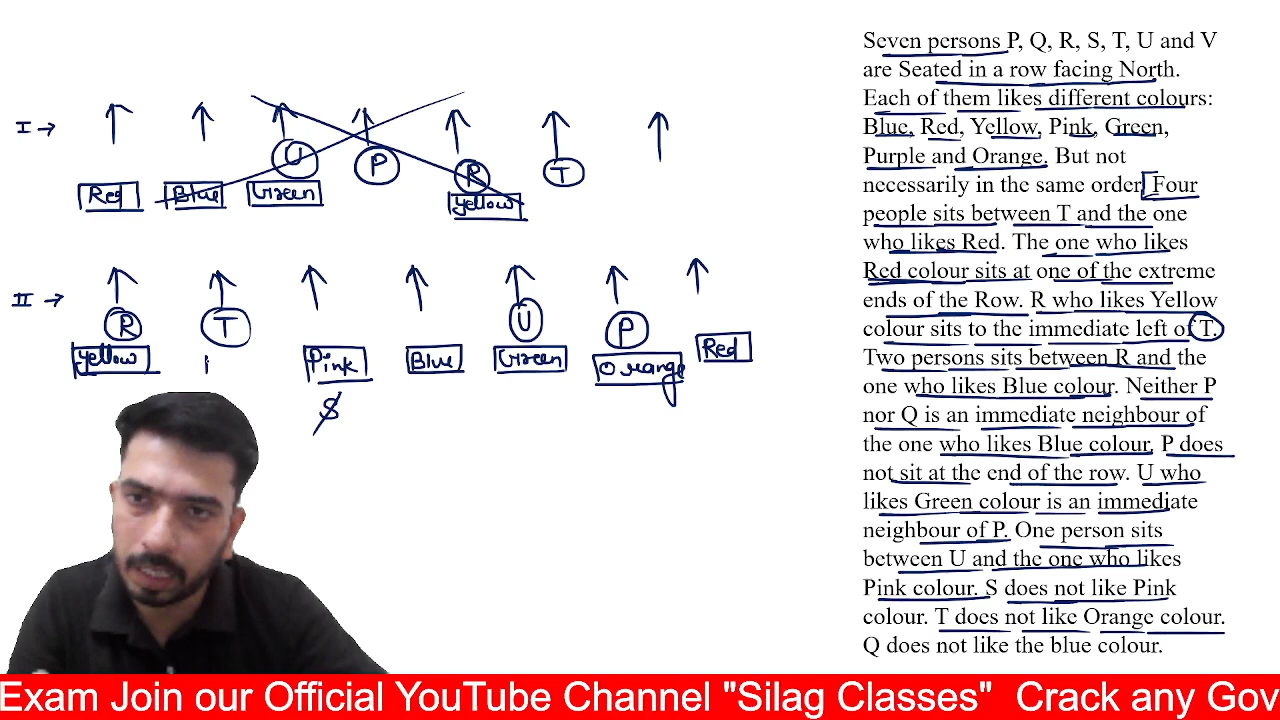 Seven persons P, Q, R, S, T, U and V
are Seated in a row facing North.
Each of them likes different colours:
Blue, Red, Yellow, Pink, Green,
Purple and Orange. But not
necessarily in the same order. Four
people sits between T and the one
who likes Red. The one who likes
Red colour sits at one of the extreme
ends of the Row. R who likes Yellow
colour sits to the immediate left of T.
Two persons sits between R and the
one who likes Blue colour. Neither P
nor Q is an immediate neighbour of
the one who likes Blue colour, P does
not sit at the end of the row. U who
likes Green colour is an immediate
neighbour of P. One person sits
between U and the one who likes
Pink colour. S does not like Pink
colour. T does not like Orange colour.
Q does not like the blue colour.
I →
U P R T
Red Blue Green Yellow
II →
R T U P
Yellow Pink Blue Green Orange Red
S
Exam Join our Official YouTube Channel "Silag Classes" Crack any Gov